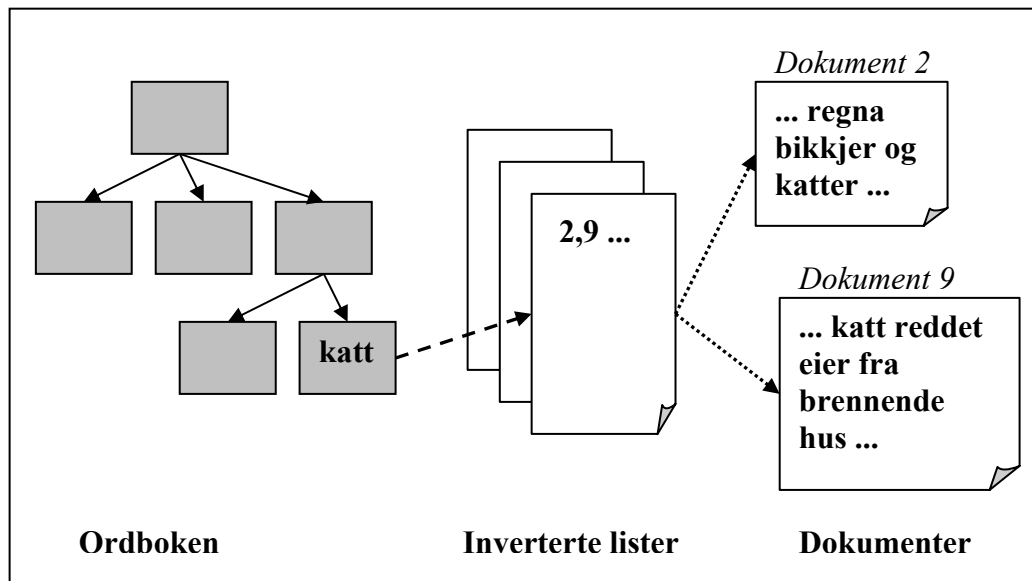 Dokument 2
... regna
bikkjer og
katter ...
2,9 ...
Dokument 9
katt
... katt reddet
eier fra
brennende
hus ...
Ordboken
Inverterte lister
Dokumenter